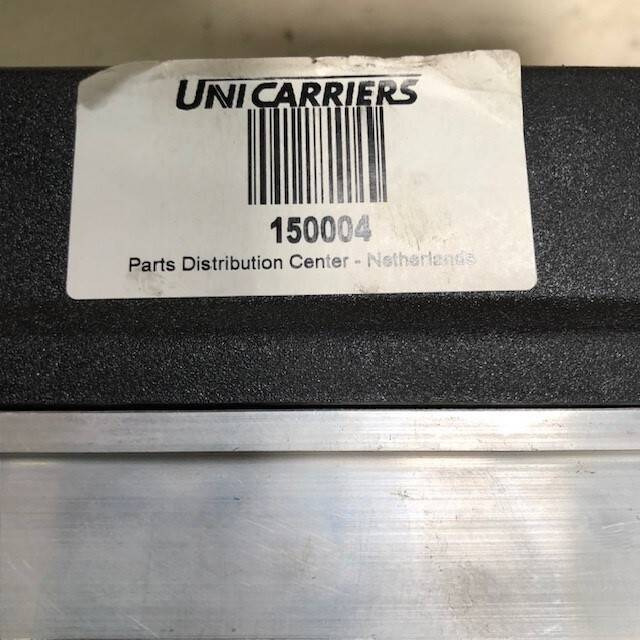 UNICARRIERS
150004
Parts Distribution Center - Netherlands